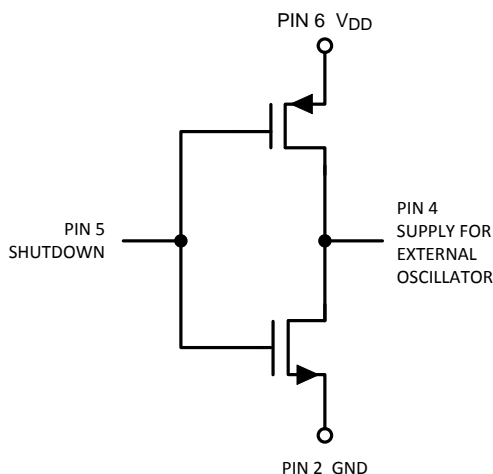 PIN 6 VDD
PIN 5
SHUTDOWN
PIN 4
SUPPLY FOR
EXTERNAL
OSCILLATOR
PIN 2 GND